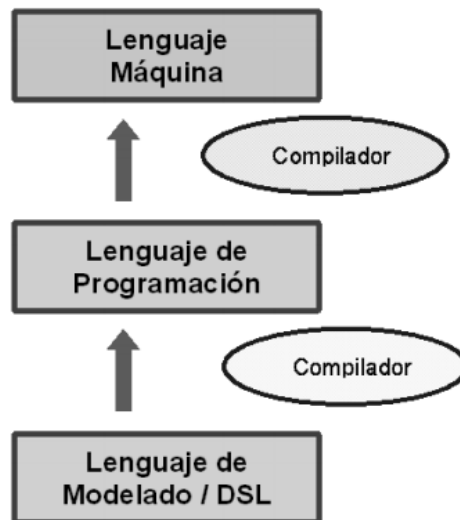 Lenguaje
Máquina
Compilador
Lenguaje de
Programación
Compilador
Lenguaje de
Modelado / DSL